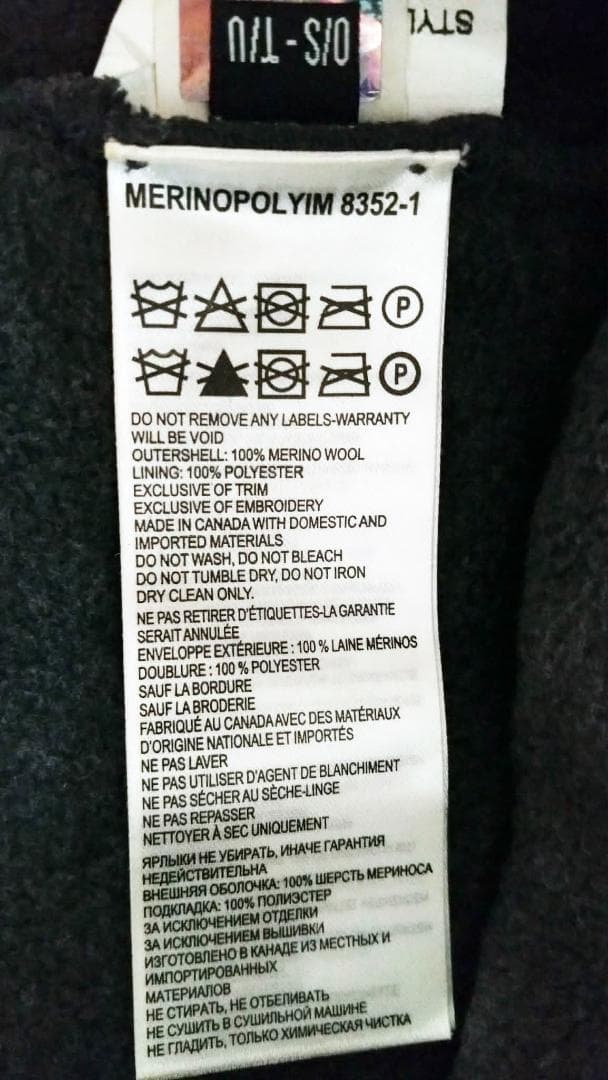 O/S - T/U
STYL
MERINOPOLYIM 8352-1
P
P
DO NOT REMOVE ANY LABELS-WARRANTY
WILL BE VOID
OUTERSHELL: 100% MERINO WOOL
LINING: 100% POLYESTER
EXCLUSIVE OF TRIM
EXCLUSIVE OF EMBROIDERY
MADE IN CANADA WITH DOMESTIC AND
IMPORTED MATERIALS
DO NOT WASH, DO NOT BLEACH
DO NOT TUMBLE DRY, DO NOT IRON
DRY CLEAN ONLY.
NE PAS RETIRER D'ÉTIQUETTES-LA GARANTIE
SERAIT ANNULÉE
ENVELOPPE EXTÉRIEURE : 100 % LAINE MÉRINOS
DOUBLURE : 100 % POLYESTER
SAUF LA BORDURE
SAUF LA BRODERIE
FABRIQUÉ AU CANADA AVEC DES MATÉRIAUX
D'ORIGINE NATIONALE ET IMPORTÉS
NE PAS LAVER
NE PAS UTILISER D'AGENT DE BLANCHIMENT
NE PAS SÉCHER AU SÈCHE-LINGE
NE PAS REPASSER
NETTOYER À SEC UNIQUEMENT
ЯРЛЫКИ НЕ УБИРАТЬ, ИНАЧЕ ГАРАНТИЯ
НЕДЕЙСТВИТЕЛЬНА
ВНЕШНЯЯ ОБОЛОЧКА: 100% ШЕРСТЬ МЕРИНОСА
ПОДКЛАДКА: 100% ПОЛИЭСТЕР
ЗА ИСКЛЮЧЕНИЕМ ОТДЕЛКИ
ЗА ИСКЛЮЧЕНИЕМ ВЫШИВКИ
ИЗГОТОВЛЕНО В КАНАДЕ ИЗ МЕСТНЫХ И
ИМПОРТИРОВАННЫХ
МАТЕРИАЛОВ
НЕ СТИРАТЬ, НЕ ОТБЕЛИВАТЬ
НЕ СУШИТЬ В СУШИЛЬНОЙ МАШИНЕ
НЕ ГЛАДИТЬ, ТОЛЬКО ХИМИЧЕСКАЯ ЧИСТКА